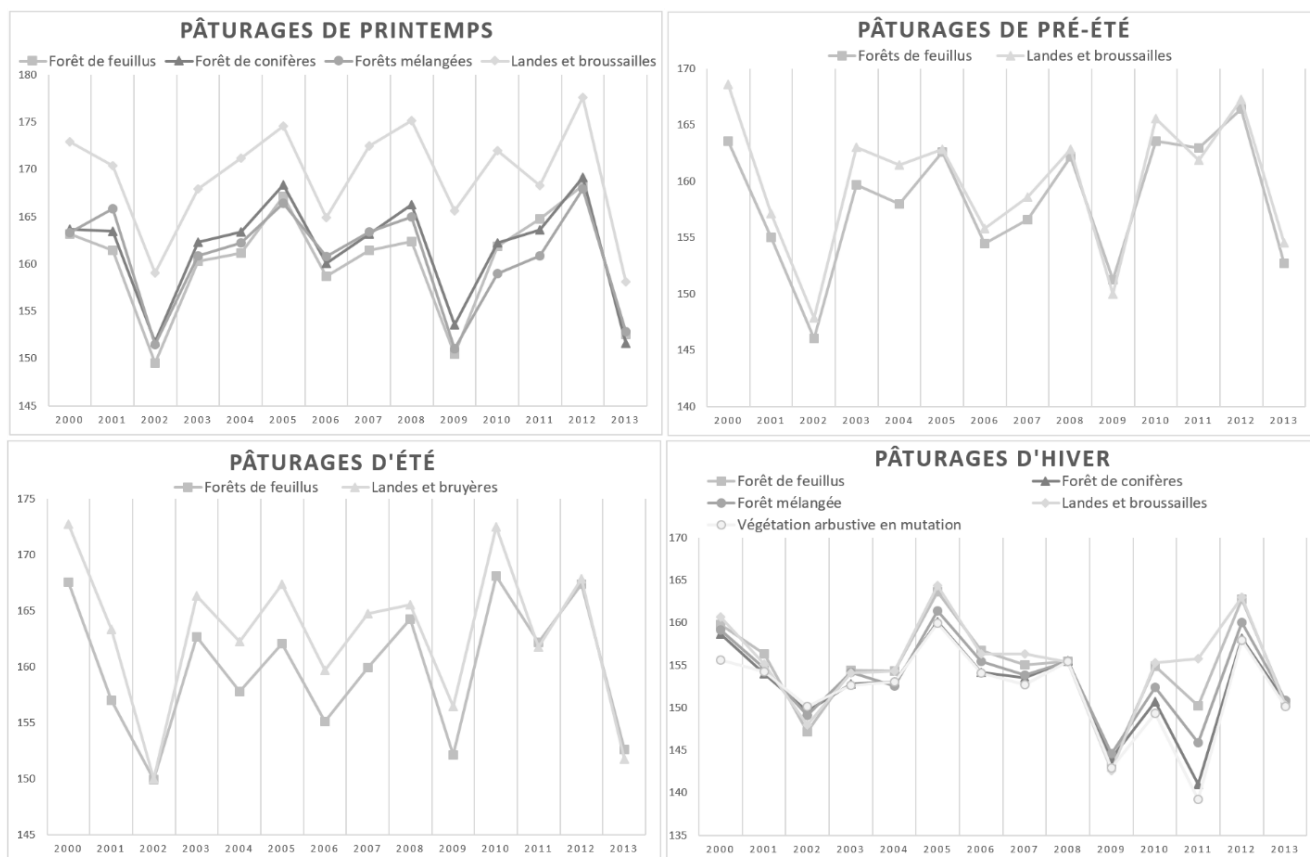 PÂTURAGES DE PRINTEMPS
Forêt de feuillus Forêt de conifères Forêts mélangées Landes et broussailles
180
175
170
165
160
155
150
145
2000 2001 2002 2003 2004 2005 2006 2007 2008 2009 2010 2011 2012 2013
PÂTURAGES DE PRÉ-ÉTÉ
Forêts de feuillus Landes et broussailles
170
165
160
155
150
145
140
2000 2001 2002 2003 2004 2005 2006 2007 2008 2009 2010 2011 2012 2013
PÂTURAGES D'ÉTÉ
Forêts de feuillus Landes et bruyères
175
170
165
160
155
150
145
2000 2001 2002 2003 2004 2005 2006 2007 2008 2009 2010 2011 2012 2013
PÂTURAGES D'HIVER
Forêt de feuillus Forêt de conifères
Forêt mélangée Landes et broussailles
Végétation arbustive en mutation
170
165
160
155
150
145
140
135
2000 2001 2002 2003 2004 2005 2006 2007 2008 2009 2010 2011 2012 2013